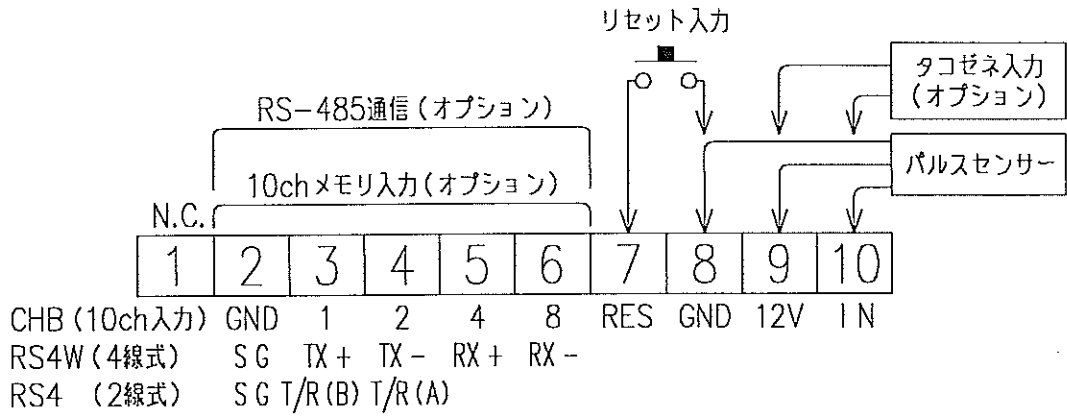 リセット入力
タコゼネ入力
(オプション)
RS-485通信(オプション)
パルスセンサー
10chメモリ入力(オプション)
N.C.
1 2 3 4 5 6 7 8 9 10
CHB(10ch入力) GND 1 2 4 8 RES GND 12V IN
RS4W(4線式) SG TX+ TX- RX+ RX-
RS4 (2線式) SG T/R(B) T/R(A)